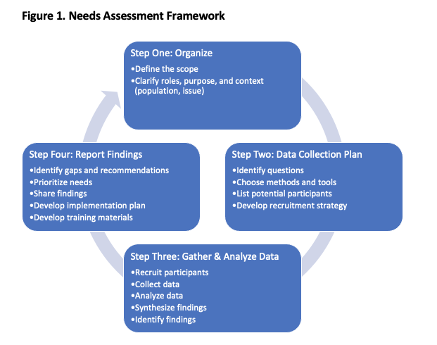 Figure 1. Needs Assessment Framework
Step One: Organize
•Define the scope
•Clarify roles, purpose, and context
(population, issue)
Step Two: Data Collection Plan
•Identify questions
•Choose methods and tools
•List potential participants
•Develop recruitment strategy
Step Three: Gather & Analyze Data
•Recruit participants
•Collect data
•Analyze data
•Synthesize findings
•Identify findings
Step Four: Report Findings
•Identify gaps and recommendations
•Prioritize needs
•Share findings
•Develop implementation plan
•Develop training materials